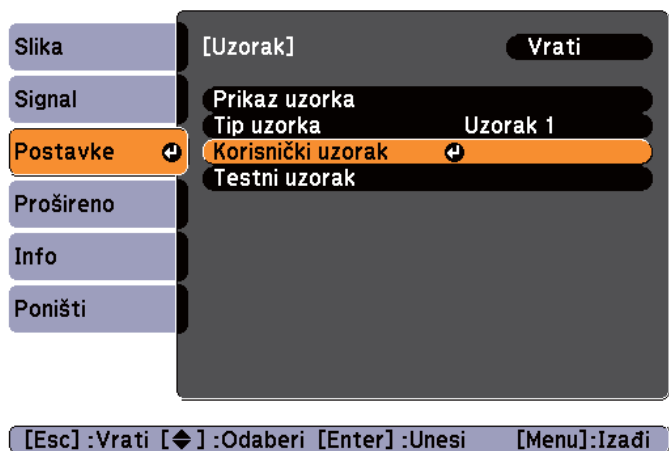 Slika
Signal
Postavke
Prošireno
Info
Poništi
[Uzorak] Vrati
Prikaz uzorka
Tip uzorka Uzorak 1
Korisnički uzorak
Testni uzorak
[Esc] :Vrati [◆] :Odaberi [Enter] :Unesi [Menu]:Izađi